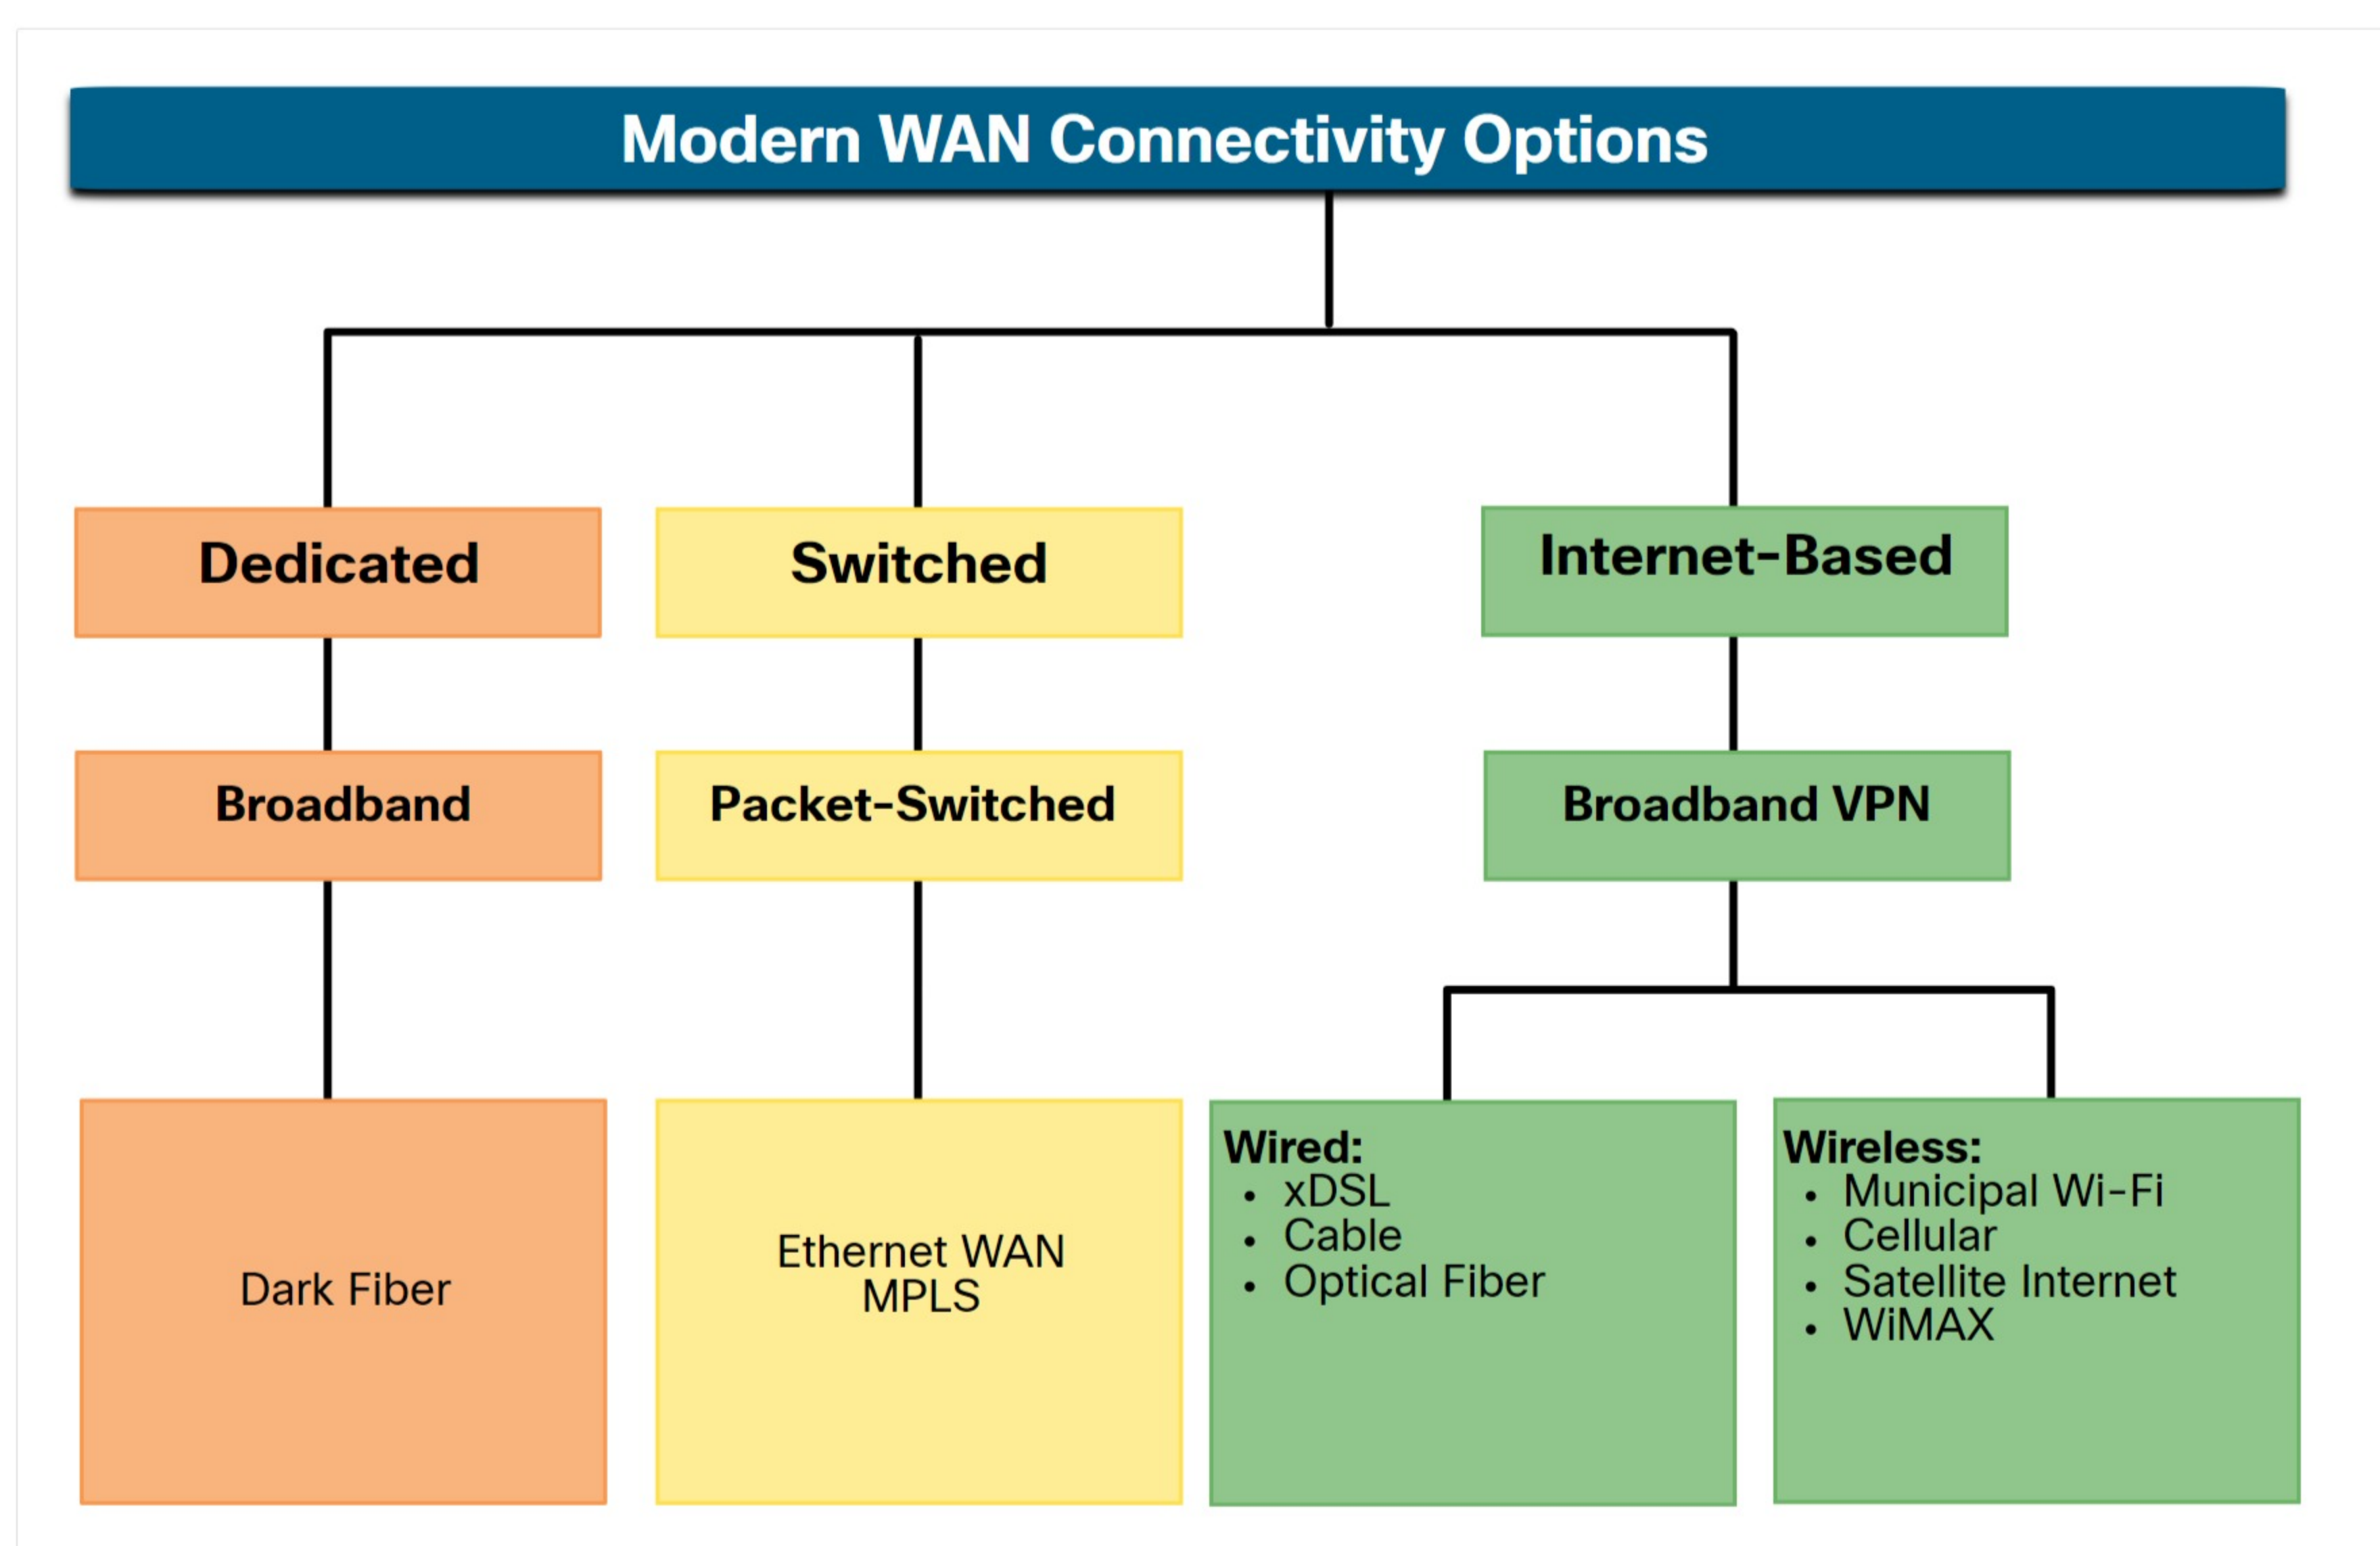 Modern WAN Connectivity Options
Dedicated
Switched
Internet-Based
Broadband
Packet-Switched
Broadband VPN
Dark Fiber
Ethernet WAN
MPLS
Wired:
• xDSL
• Cable
• Optical Fiber
Wireless:
• Municipal Wi-Fi
• Cellular
• Satellite Internet
• WiMAX